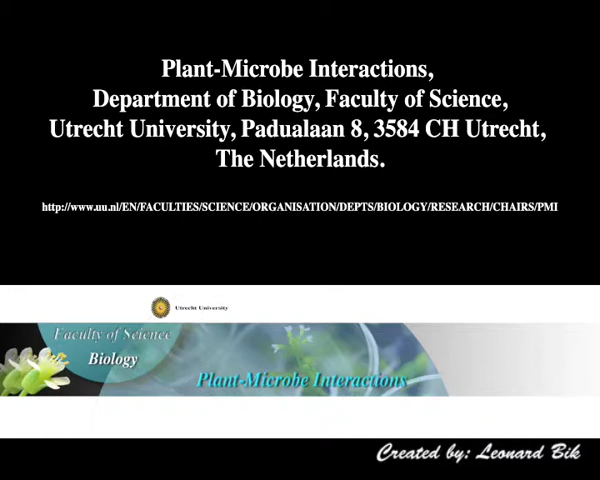 Plant-Microbe Interactions,
Department of Biology, Faculty of Science,
Utrecht University, Padualaan 8, 3584 CH Utrecht,
The Netherlands.
http://www.uu.nl/EN/FACULTIES/SCIENCE/ORGANISATION/DEPTS/BIOLOGY/RESEARCH/CHAIRS/PMI
Utrecht University
Faculty of Science
Biology
Plant-Microbe Interactions
Created by: Leonard Bik